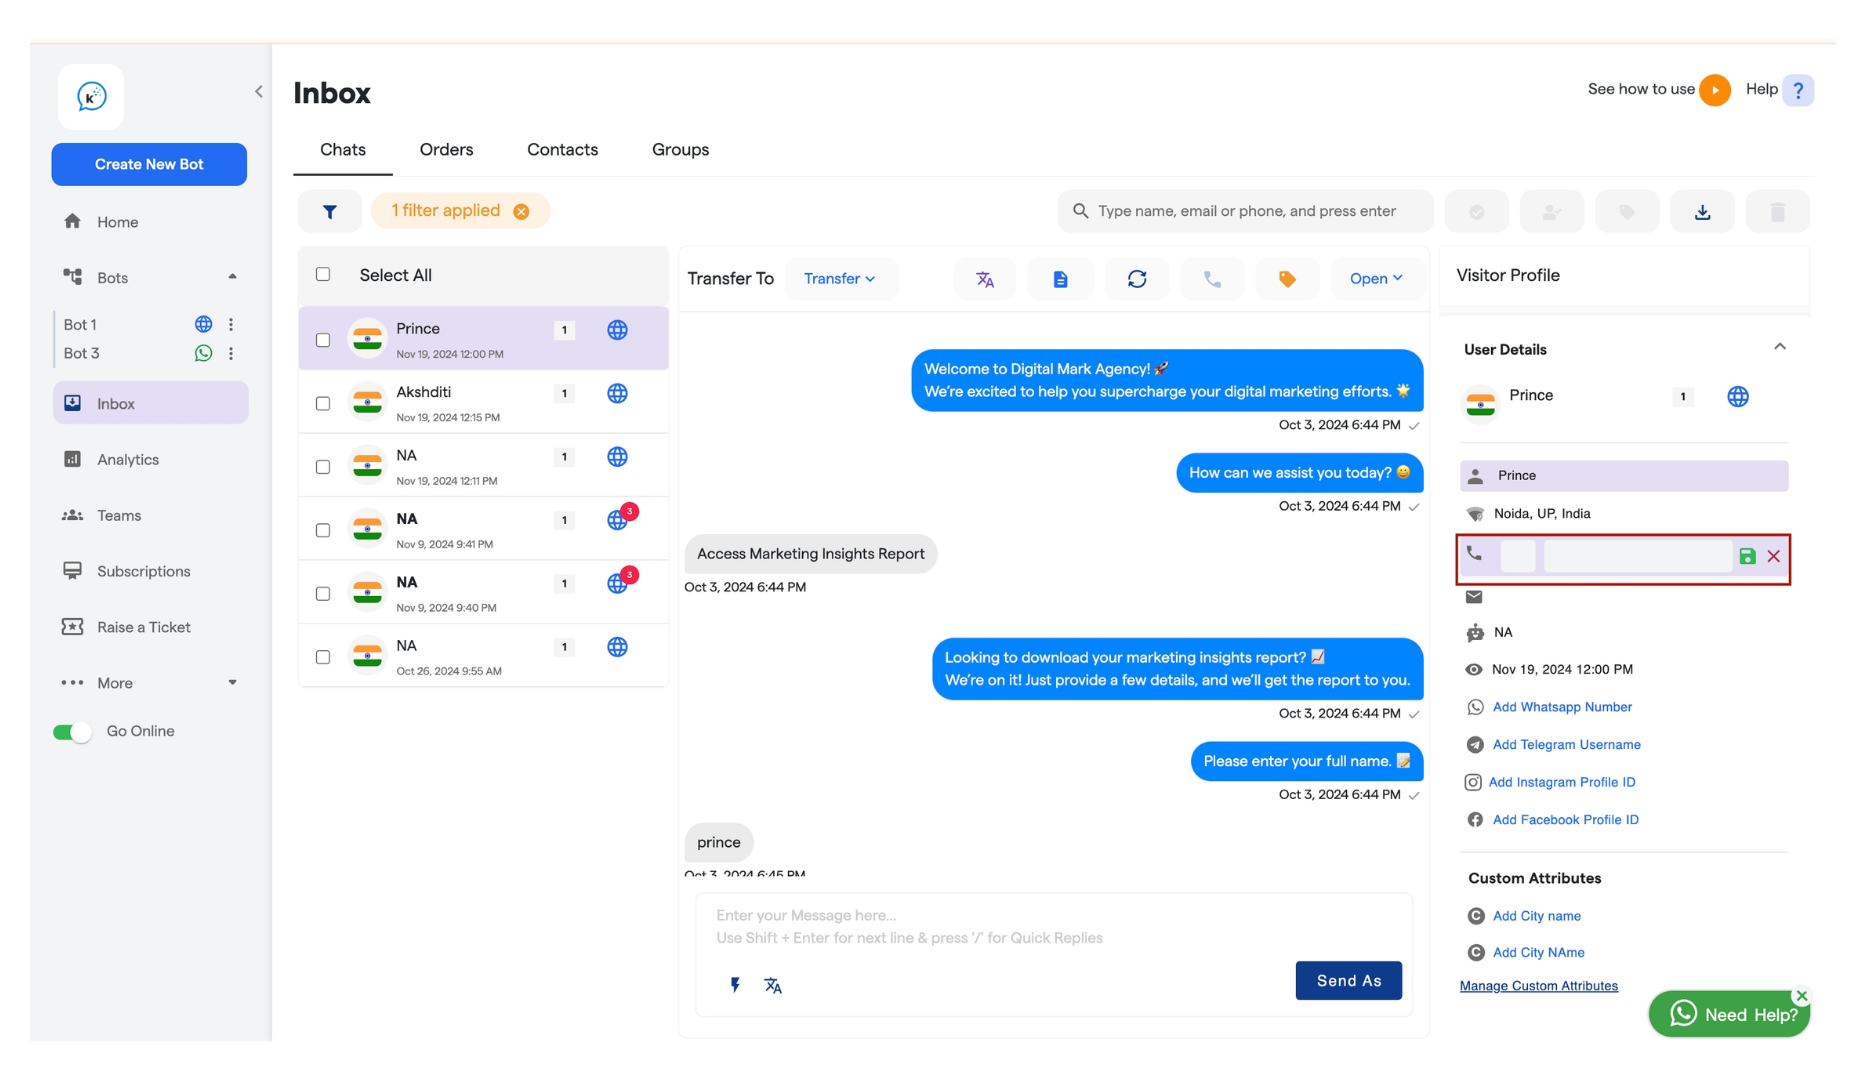 K
Create New Bot
Home
Bots
Bot 1
Bot 3
Inbox
Analytics
Teams
Subscriptions
Raise a Ticket
More
Go Online
Inbox
See how to use
Help ?
Chats
Orders
Contacts
Groups
1 filter applied
Type name, email or phone, and press enter
Select All
Prince
1
Nov 19, 2024 12:00 PM
Akshditi
1
Nov 19, 2024 12:15 PM
NA
1
Nov 19, 2024 12:11 PM
NA
1
3
Nov 9, 2024 9:41 PM
NA
1
3
Nov 9, 2024 9:40 PM
NA
1
Oct 26, 2024 9:55 AM
Transfer To
Transfer
Open
Welcome to Digital Mark Agency! 🚀
We're excited to help you supercharge your digital marketing efforts. 🌟
Oct 3, 2024 6:44 PM
How can we assist you today? 😀
Oct 3, 2024 6:44 PM
Access Marketing Insights Report
Oct 3, 2024 6:44 PM
Looking to download your marketing insights report? 📈
We're on it! Just provide a few details, and we'll get the report to you.
Oct 3, 2024 6:44 PM
Please enter your full name. 📝
Oct 3, 2024 6:44 PM
prince
Oct 3, 2024 6:45 PM
Enter your Message here...
Use Shift + Enter for next line & press '/' for Quick Replies
Send As
Visitor Profile
User Details
Prince
1
Prince
Noida, UP, India
NA
Nov 19, 2024 12:00 PM
Add Whatsapp Number
Add Telegram Username
Add Instagram Profile ID
Add Facebook Profile ID
Custom Attributes
C Add City name
C Add City NAme
Manage Custom Attributes
Need Help?